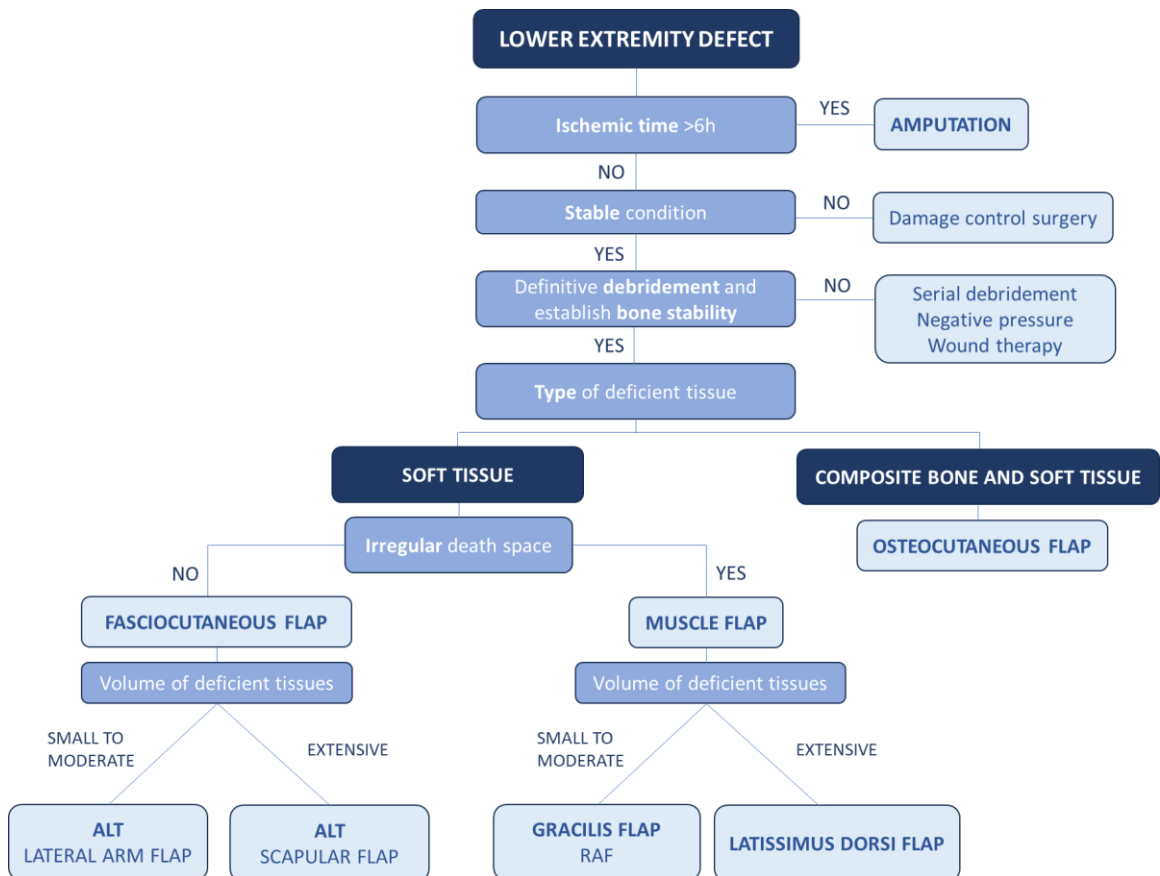 LOWER EXTREMITY DEFECT
Ischemic time >6h
YES
AMPUTATION
NO
Stable condition
NO
Damage control surgery
YES
Definitive debridement and
establish bone stability
NO
Serial debridement
Negative pressure
Wound therapy
YES
Type of deficient tissue
SOFT TISSUE
COMPOSITE BONE AND SOFT TISSUE
Irregular death space
OSTEOCUTANEOUS FLAP
NO
YES
FASCIOCUTANEOUS FLAP
MUSCLE FLAP
Volume of deficient tissues
Volume of deficient tissues
SMALL TO
MODERATE
EXTENSIVE
SMALL TO
MODERATE
EXTENSIVE
ALT
LATERAL ARM FLAP
ALT
SCAPULAR FLAP
GRACILIS FLAP
RAF
LATISSIMUS DORSI FLAP